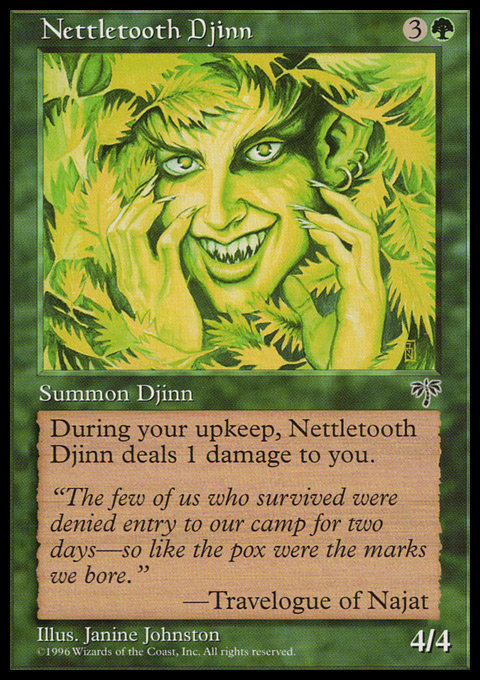 Nettletooth Djinn 3
Summon Djinn
During your upkeep, Nettletooth
Djinn deals 1 damage to you.
“The few of us who survived were
denied entry to our camp for two
days—so like the pox were the marks
we bore.”
—Travelogue of Najat
Illus. Janine Johnston
©1996 Wizards of the Coast, Inc. All rights reserved.
4/4